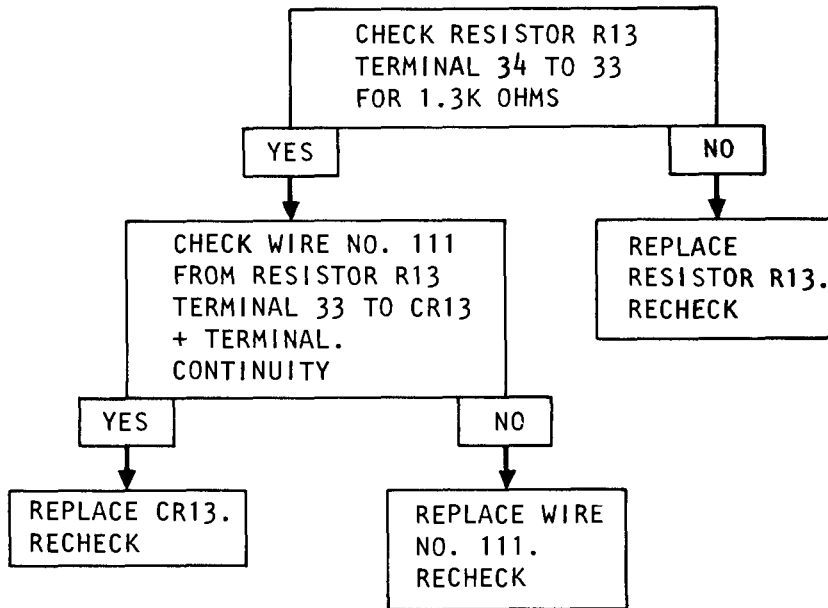 CHECK RESISTOR R13
TERMINAL 34 TO 33
FOR 1.3K OHMS
YES
NO
CHECK WIRE NO. 111
FROM RESISTOR R13
TERMINAL 33 TO CR13
+ TERMINAL.
CONTINUITY
REPLACE
RESISTOR R13.
RECHECK
YES
NO
REPLACE CR13.
RECHECK
REPLACE WIRE
NO. 111.
RECHECK